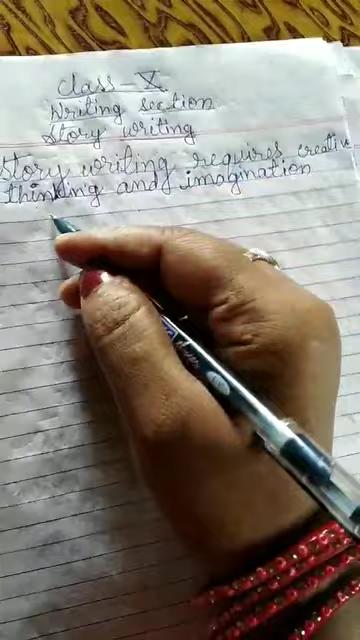 Class - X
Writing section
Story writing
Story writing requires creative
thinking and imagination